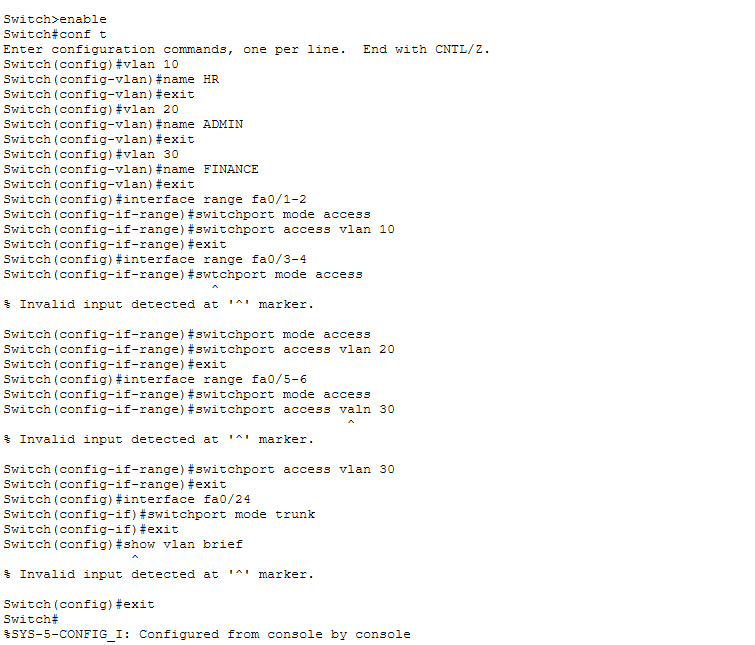 Switch>enable
Switch#conf t
Enter configuration commands, one per line.  End with CNTL/Z.
Switch(config)#vlan 10
Switch(config-vlan)#name HR
Switch(config-vlan)#exit
Switch(config)#vlan 20
Switch(config-vlan)#name ADMIN
Switch(config-vlan)#exit
Switch(config)#vlan 30
Switch(config-vlan)#name FINANCE
Switch(config-vlan)#exit
Switch(config)#interface range fa0/1-2
Switch(config-if-range)#switchport mode access
Switch(config-if-range)#switchport access vlan 10
Switch(config-if-range)#exit
Switch(config)#interface range fa0/3-4
Switch(config-if-range)#swtchport mode access
^
% Invalid input detected at '^' marker.
Switch(config-if-range)#switchport mode access
Switch(config-if-range)#switchport access vlan 20
Switch(config-if-range)#exit
Switch(config)#interface range fa0/5-6
Switch(config-if-range)#switchport mode access
Switch(config-if-range)#switchport access valn 30
^
% Invalid input detected at '^' marker.
Switch(config-if-range)#switchport access vlan 30
Switch(config-if-range)#exit
Switch(config)#interface fa0/24
Switch(config-if)#switchport mode trunk
Switch(config-if)#exit
Switch(config)#show vlan brief
^
% Invalid input detected at '^' marker.
Switch(config)#exit
Switch#
%SYS-5-CONFIG_I: Configured from console by console